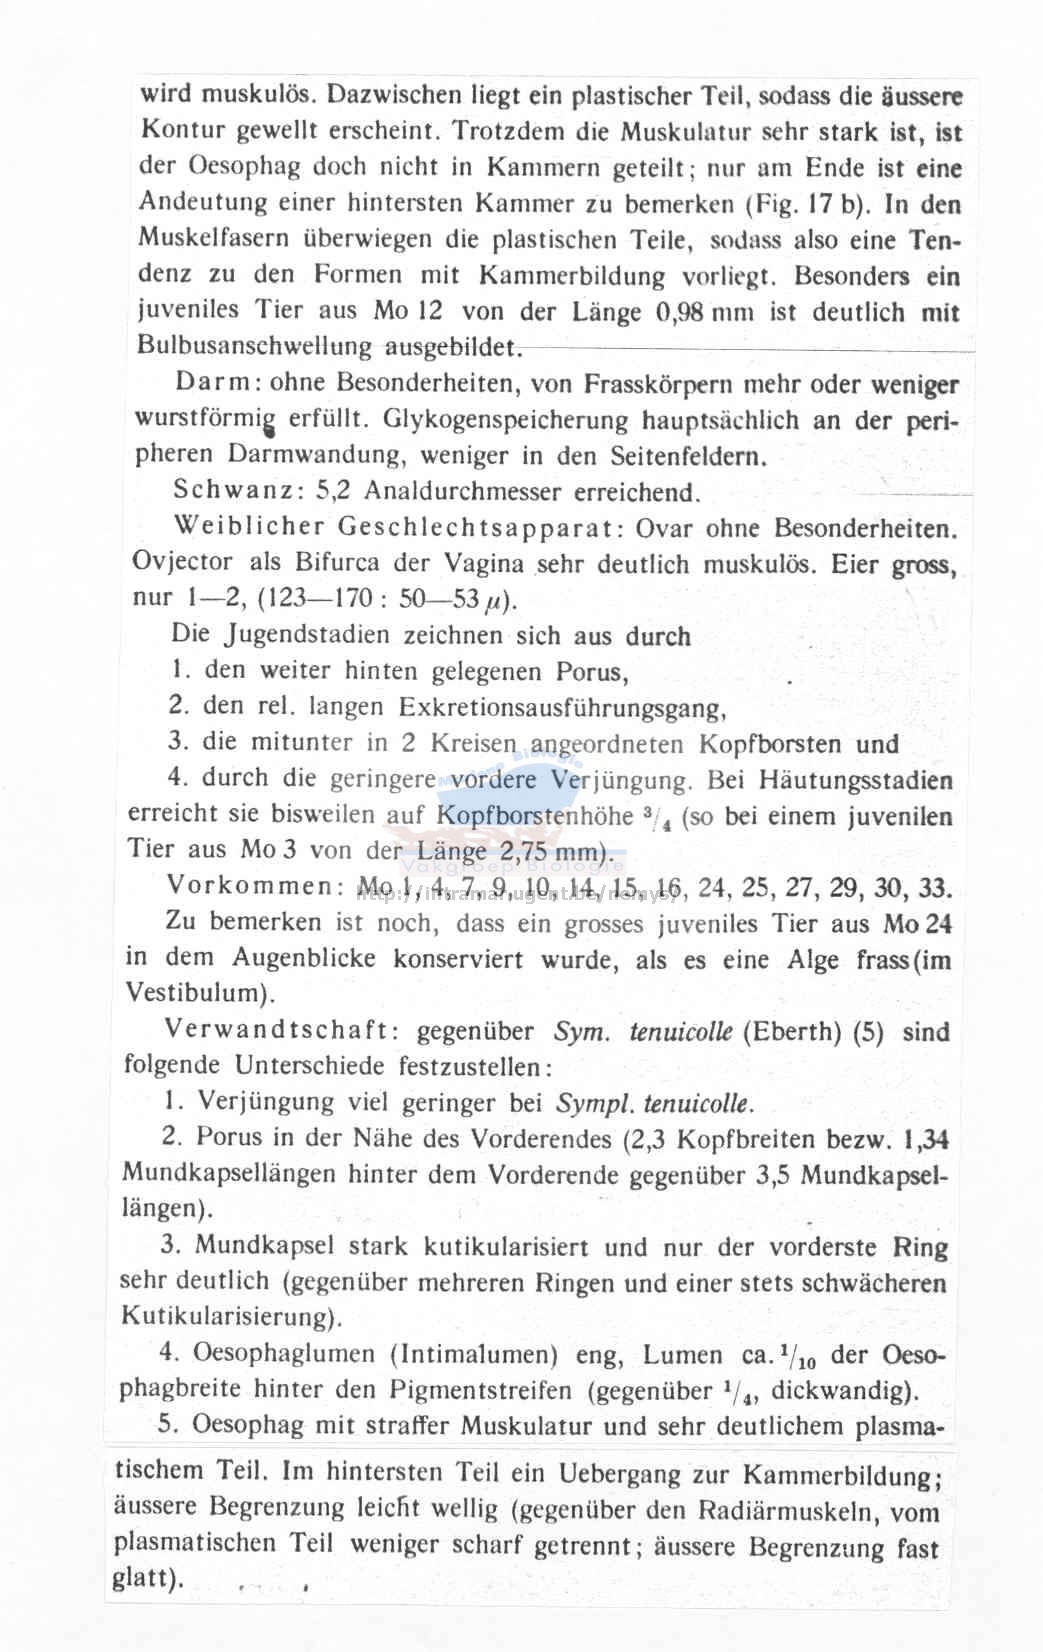 wird muskulös. Dazwischen liegt ein plastischer Teil, sodass die äussere
Kontur gewellt erscheint. Trotzdem die Muskulatur sehr stark ist, ist
der Oesophag doch nicht in Kammern geteilt; nur am Ende ist eine
Andeutung einer hintersten Kammer zu bemerken (Fig. 17 b). In den
Muskelfasern überwiegen die plastischen Teile, sodass also eine Ten-
denz zu den Formen mit Kammerbildung vorliegt. Besonders ein
juveniles Tier aus Mo 12 von der Länge 0,98 mm ist deutlich mit
Bulbusanschwellung ausgebildet.
Darm: ohne Besonderheiten, von Frasskörpern mehr oder weniger
wurstförmig erfüllt. Glykogenspeicherung hauptsächlich an der peri-
pheren Darmwandung, weniger in den Seitenfeldern.
Schwanz: 5,2 Analdurchmesser erreichend.
Weiblicher Geschlechtsapparat: Ovar ohne Besonderheiten.
Ovjector als Bifurca der Vagina sehr deutlich muskulös. Eier gross,
nur 1—2, (123—170 : 50—53 µ).
Die Jugendstadien zeichnen sich aus durch
1. den weiter hinten gelegenen Porus,
2. den rel. langen Exkretionsausführungsgang,
3. die mitunter in 2 Kreisen angeordneten Kopfborsten und
4. durch die geringere vordere Verjüngung. Bei Häutungsstadien
erreicht sie bisweilen auf Kopfborstenhöhe 3/4 (so bei einem juvenilen
Tier aus Mo 3 von der Länge 2,75 mm).
Vakgroep Biologie
Vorkommen: Mo 1, 4, 7, 9, 10, 14, 15, 16, 24, 25, 27, 29, 30, 33.
Zu bemerken ist noch, dass ein grosses juveniles Tier aus Mo 24
in dem Augenblicke konserviert wurde, als es eine Alge frass (im
Vestibulum).
Verwandtschaft: gegenüber Sym. tenuicolle (Eberth) (5) sind
folgende Unterschiede festzustellen:
1. Verjüngung viel geringer bei Sympl. tenuicolle.
2. Porus in der Nähe des Vorderendes (2,3 Kopfbreiten bezw. 1,34
Mundkapsellängen hinter dem Vorderende gegenüber 3,5 Mundkapsel-
längen).
3. Mundkapsel stark kutikularisiert und nur der vorderste Ring
sehr deutlich (gegenüber mehreren Ringen und einer stets schwächeren
Kutikularisierung).
4. Oesophaglumen (Intimalumen) eng, Lumen ca. 1/10 der Oeso-
phagbreite hinter den Pigmentstreifen (gegenüber 1/4, dickwandig).
5. Oesophag mit straffer Muskulatur und sehr deutlichem plasma-
tischem Teil. Im hintersten Teil ein Uebergang zur Kammerbildung;
äussere Begrenzung leicht wellig (gegenüber den Radiärmuskeln, vom
plasmatischen Teil weniger scharf getrennt; äussere Begrenzung fast
glatt).